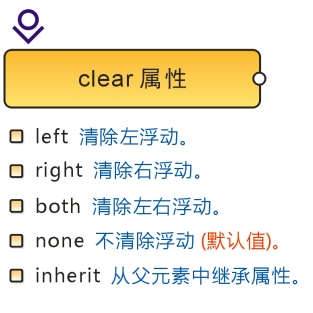 clear 属性
left 清除左浮动。
right 清除右浮动。
both 清除左右浮动。
none 不清除浮动 (默认值)。
inherit 从父元素中继承属性。